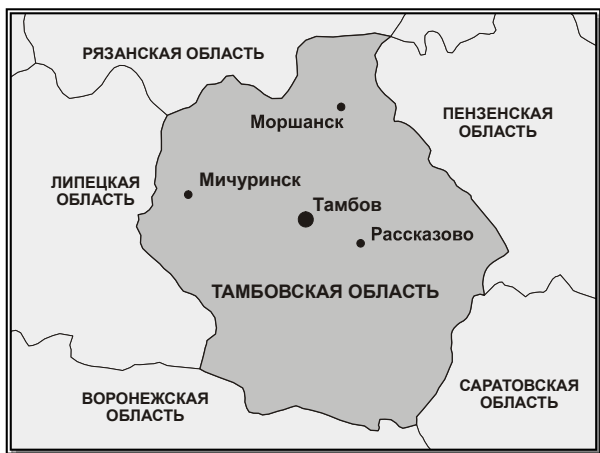 РЯЗАНСКАЯ ОБЛАСТЬ
ПЕНЗЕНСКАЯ
ОБЛАСТЬ
Моршанск
ЛИПЕЦКАЯ
ОБЛАСТЬ
Мичуринск
Тамбов
Рассказово
ТАМБОВСКАЯ ОБЛАСТЬ
ВОРОНЕЖСКАЯ
ОБЛАСТЬ
САРАТОВСКАЯ
ОБЛАСТЬ